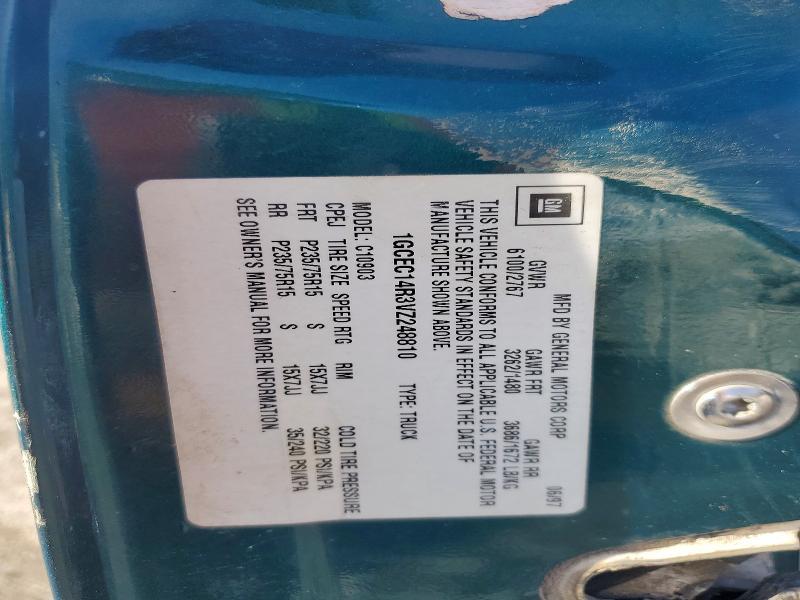 GM
MFD BY GENERAL MOTORS CORP 06/97
GVWR GAWR FRT GAWR RR
6100/2767 3262/1480 3686/1672 LB/KG
THIS VEHICLE CONFORMS TO ALL APPLICABLE U.S. FEDERAL MOTOR
VEHICLE SAFETY STANDARDS IN EFFECT ON THE DATE OF
MANUFACTURE SHOWN ABOVE.
1GCEC14R3VZ246810 TYPE: TRUCK
MODEL: C10903
CPEJ TIRE SIZE SPEED RTG RIM COLD TIRE PRESSURE
FRT P235/75R15 S 15X7JJ 32/220 PSI/KPA
RR P235/75R15 S 15X7JJ 35/240 PSI/KPA
SEE OWNER'S MANUAL FOR MORE INFORMATION.